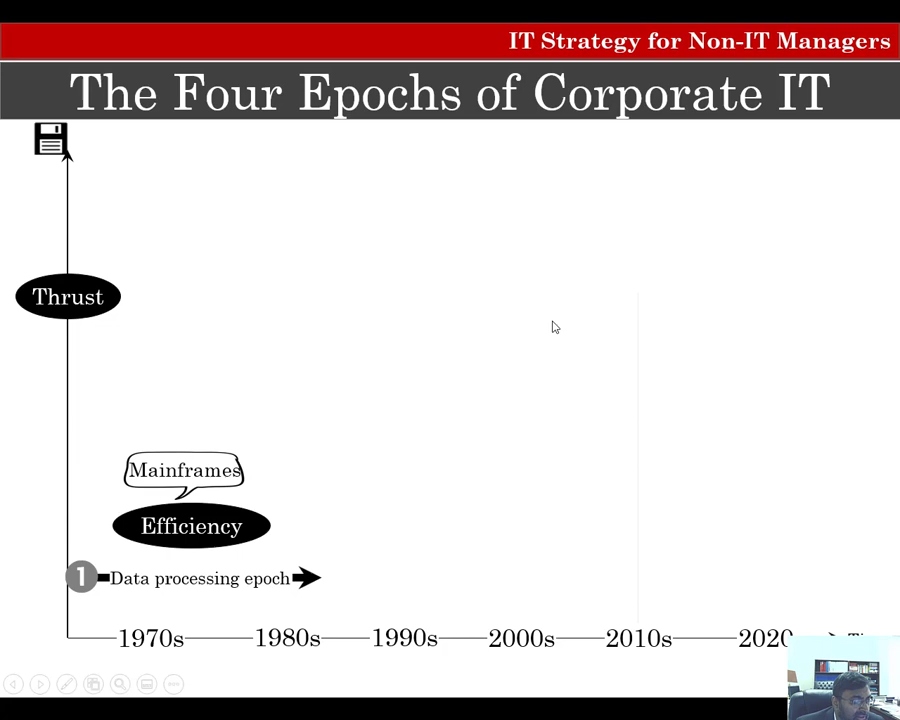 IT Strategy for Non-IT Managers
The Four Epochs of Corporate IT
Thrust
Mainframes
Efficiency
1 Data processing epoch
1970s 1980s 1990s 2000s 2010s 2020